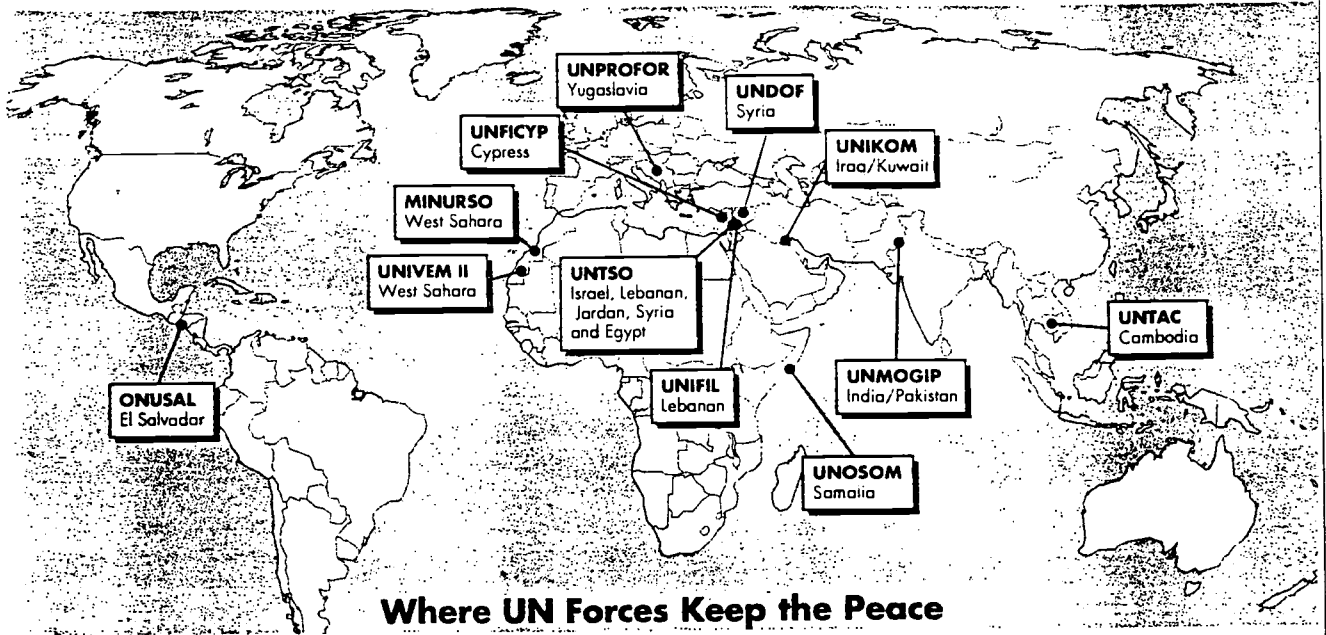 UNPROFOR
Yugaslavia
UNDOF
Syria
UNFICYP
Cypress
UNIKOM
Iraq/Kuwait
MINURSO
West Sahara
UNIVEM II
West Sahara
UNTSO
Israel, Lebanan,
Jardan, Syria
and Egypt
UNTAC
Cambodia
ONUSAL
El Salvadar
UNIFIL
Lebanan
UNMOGIP
India/Pakistan
UNOSOM
Samalia
Where UN Forces Keep the Peace